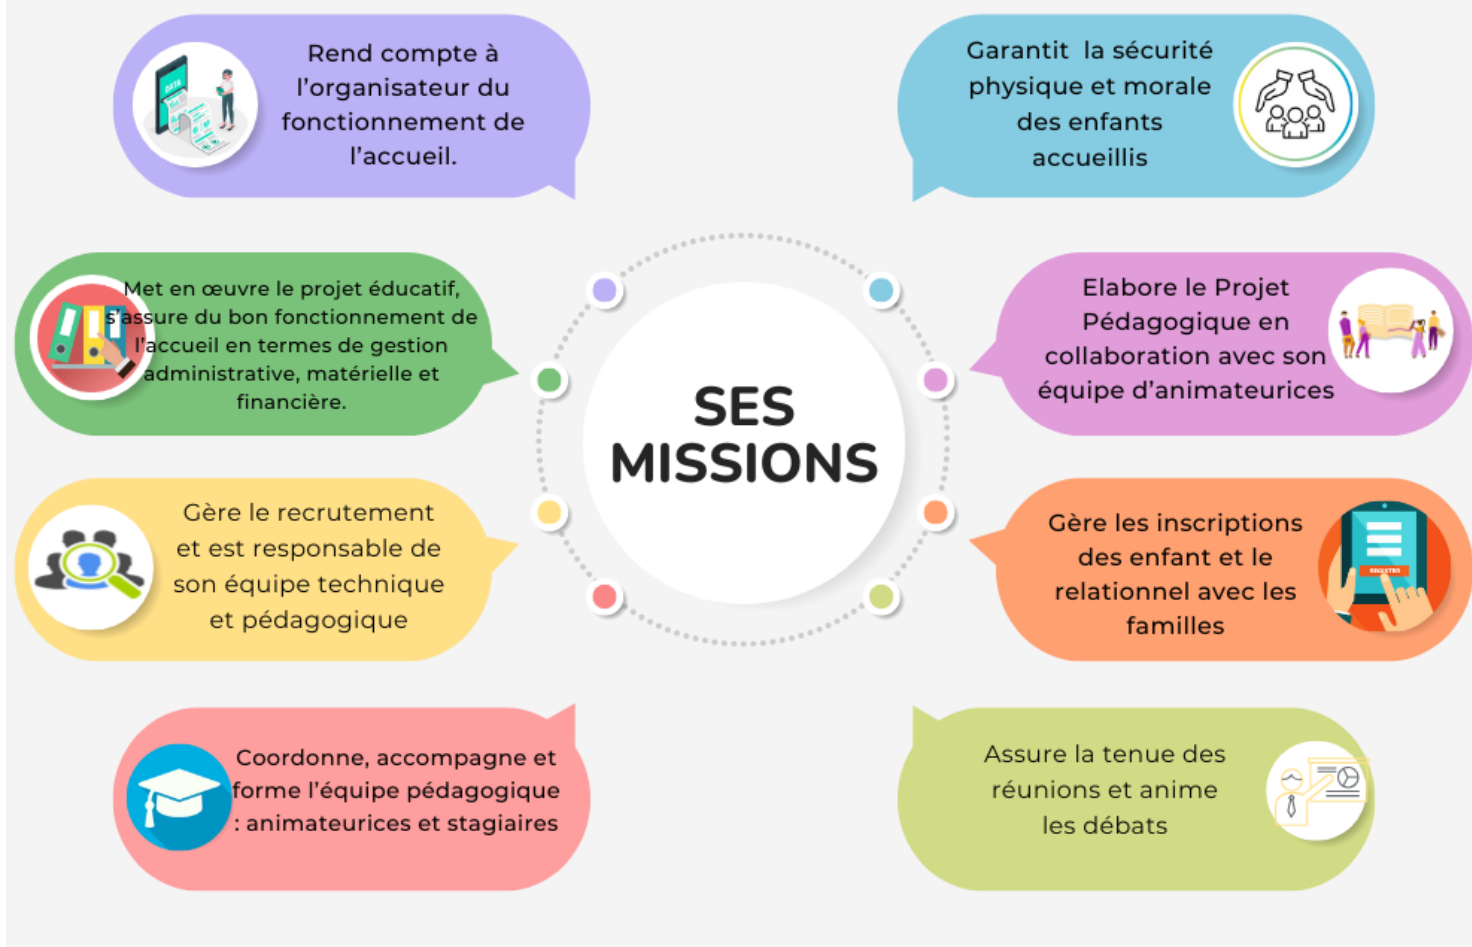 Rend compte à
l'organisateur du
fonctionnement de
l'accueil.
Garantit la sécurité
physique et morale
des enfants
accueillis
Met en œuvre le projet éducatif,
s'assure du bon fonctionnement de
l'accueil en termes de gestion
administrative, matérielle et
financière.
Elabore le Projet
Pédagogique en
collaboration avec son
équipe d'animateurices
SES
MISSIONS
Gère le recrutement
et est responsable de
son équipe technique
et pédagogique
Gère les inscriptions
des enfant et le
relationnel avec les
familles
Coordonne, accompagne et
forme l'équipe pédagogique
: animateurices et stagiaires
Assure la tenue des
réunions et anime
les débats
DATA
REGISTER